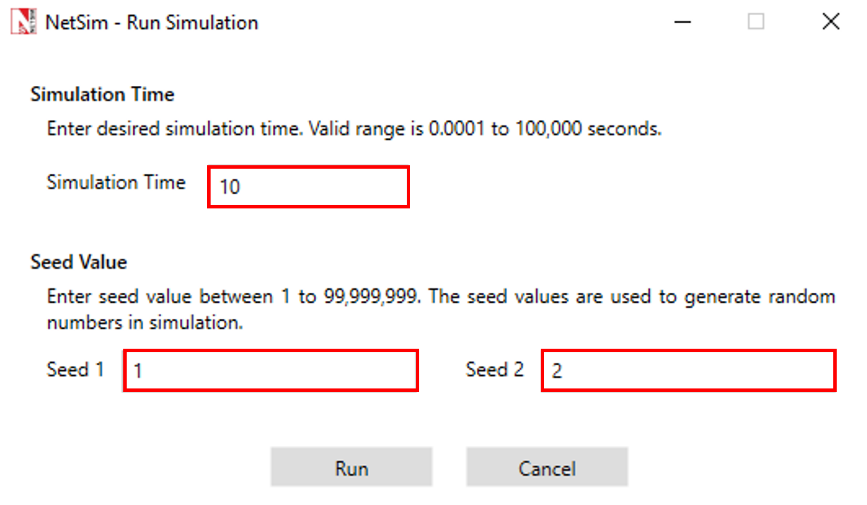 NetSim - Run Simulation
Simulation Time
Enter desired simulation time. Valid range is 0.0001 to 100,000 seconds.
Simulation Time 10
Seed Value
Enter seed value between 1 to 99,999,999. The seed values are used to generate random
numbers in simulation.
Seed 1 1 Seed 2 2
Run Cancel